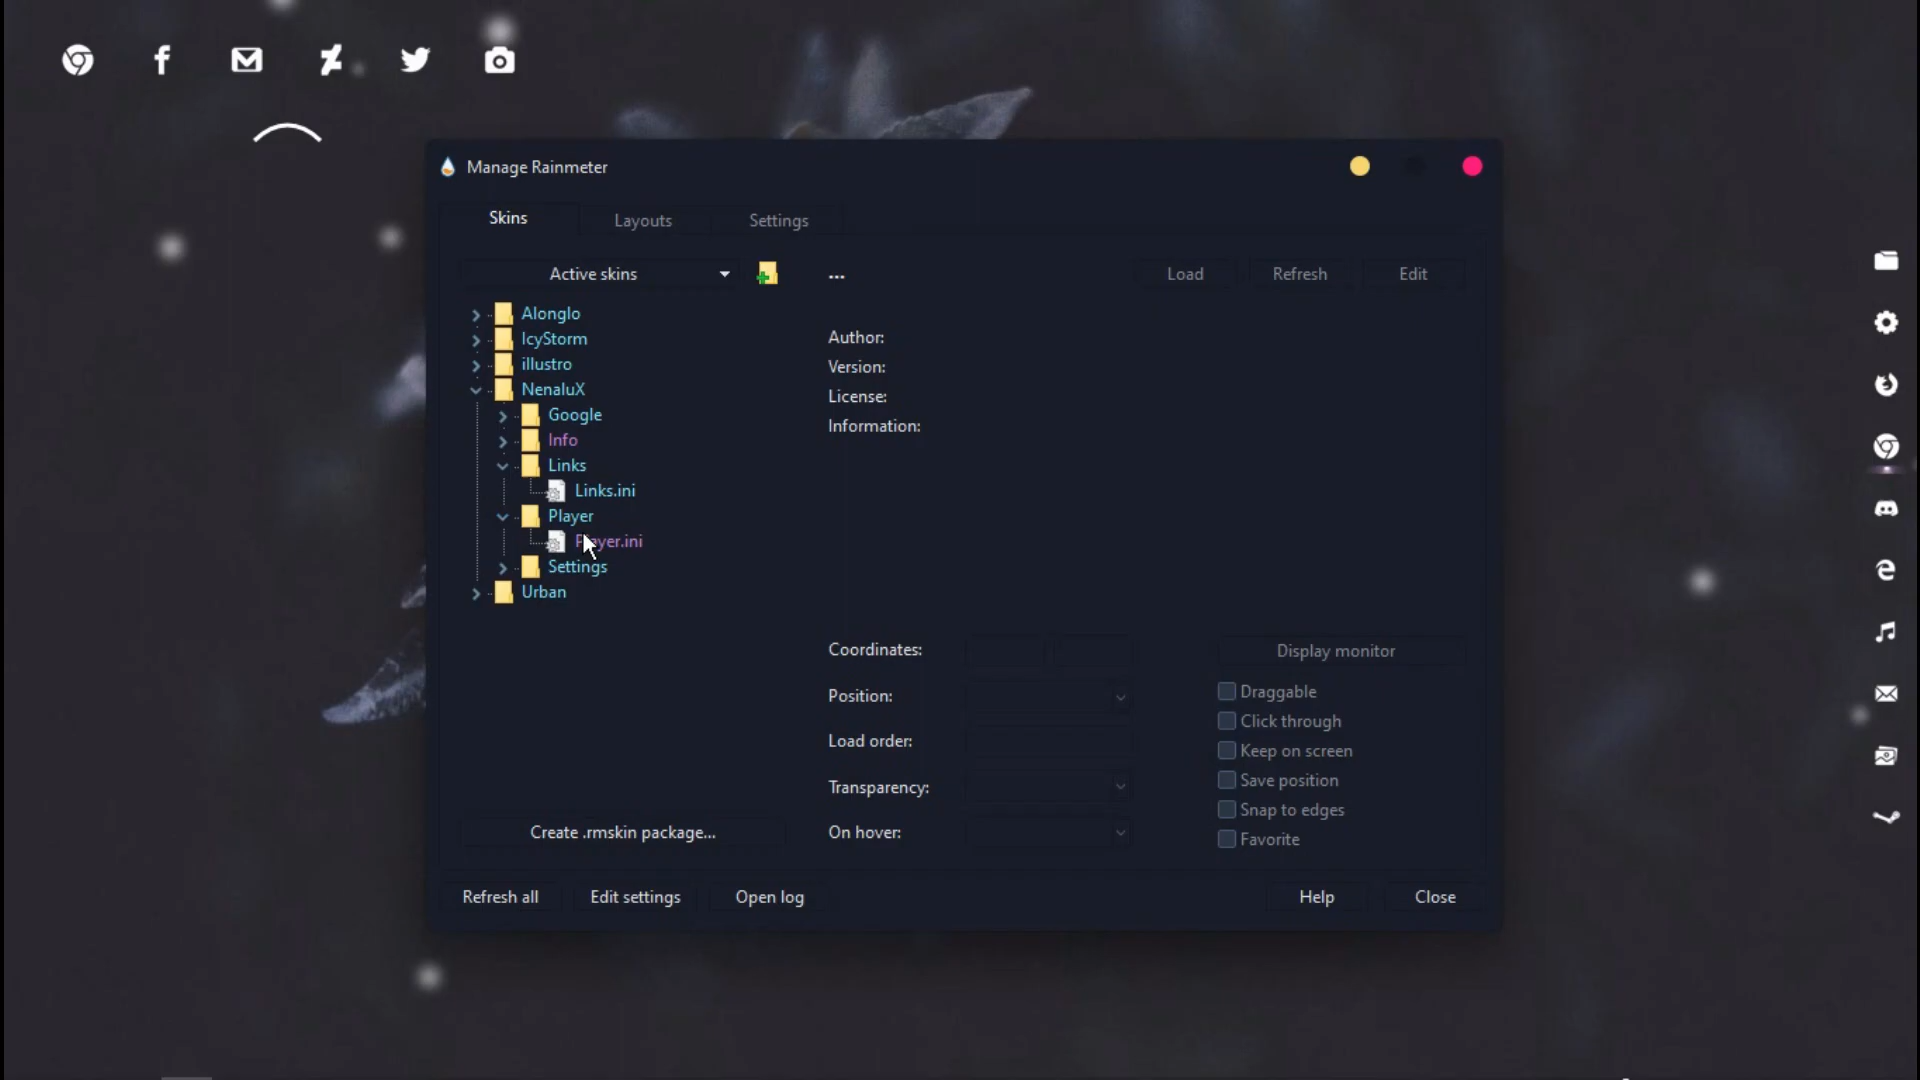 Manage Rainmeter
Skins Layouts Settings
Active skins ... Load Refresh Edit
Alonglo
IcyStorm
illustro
NenaluX
Google
Info
Links
Links.ini
Player
Player.ini
Settings
Urban
Author:
Version:
License:
Information:
Coordinates:
Position:
Load order:
Transparency:
On hover:
Display monitor
Draggable
Click through
Keep on screen
Save position
Snap to edges
Favorite
Create .rmskin package...
Refresh all Edit settings Open log Help Close